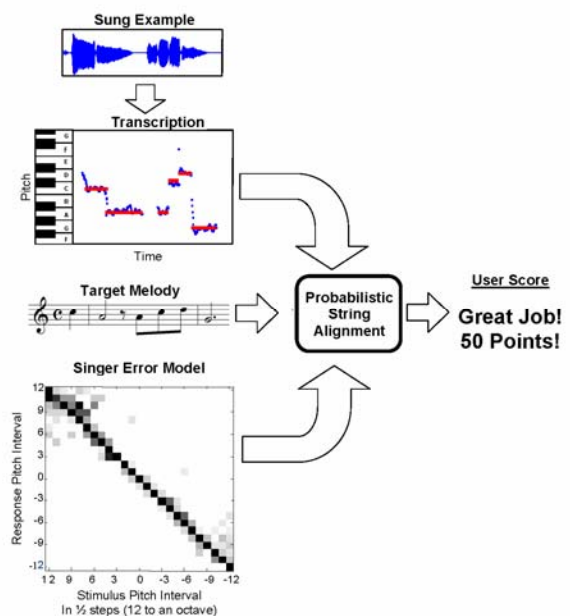 Sung Example
Transcription
G
F
E
D
C
B
A
G
F
Pitch
Time
Target Melody
Probabilistic
String
Alignment
User Score
Great Job!
50 Points!
Singer Error Model
12
9
6
3
0
-3
-6
-9
-12
Response Pitch Interval
12 9 6 3 0 -3 -6 -9 -12
Stimulus Pitch Interval
In ½ steps (12 to an octave)